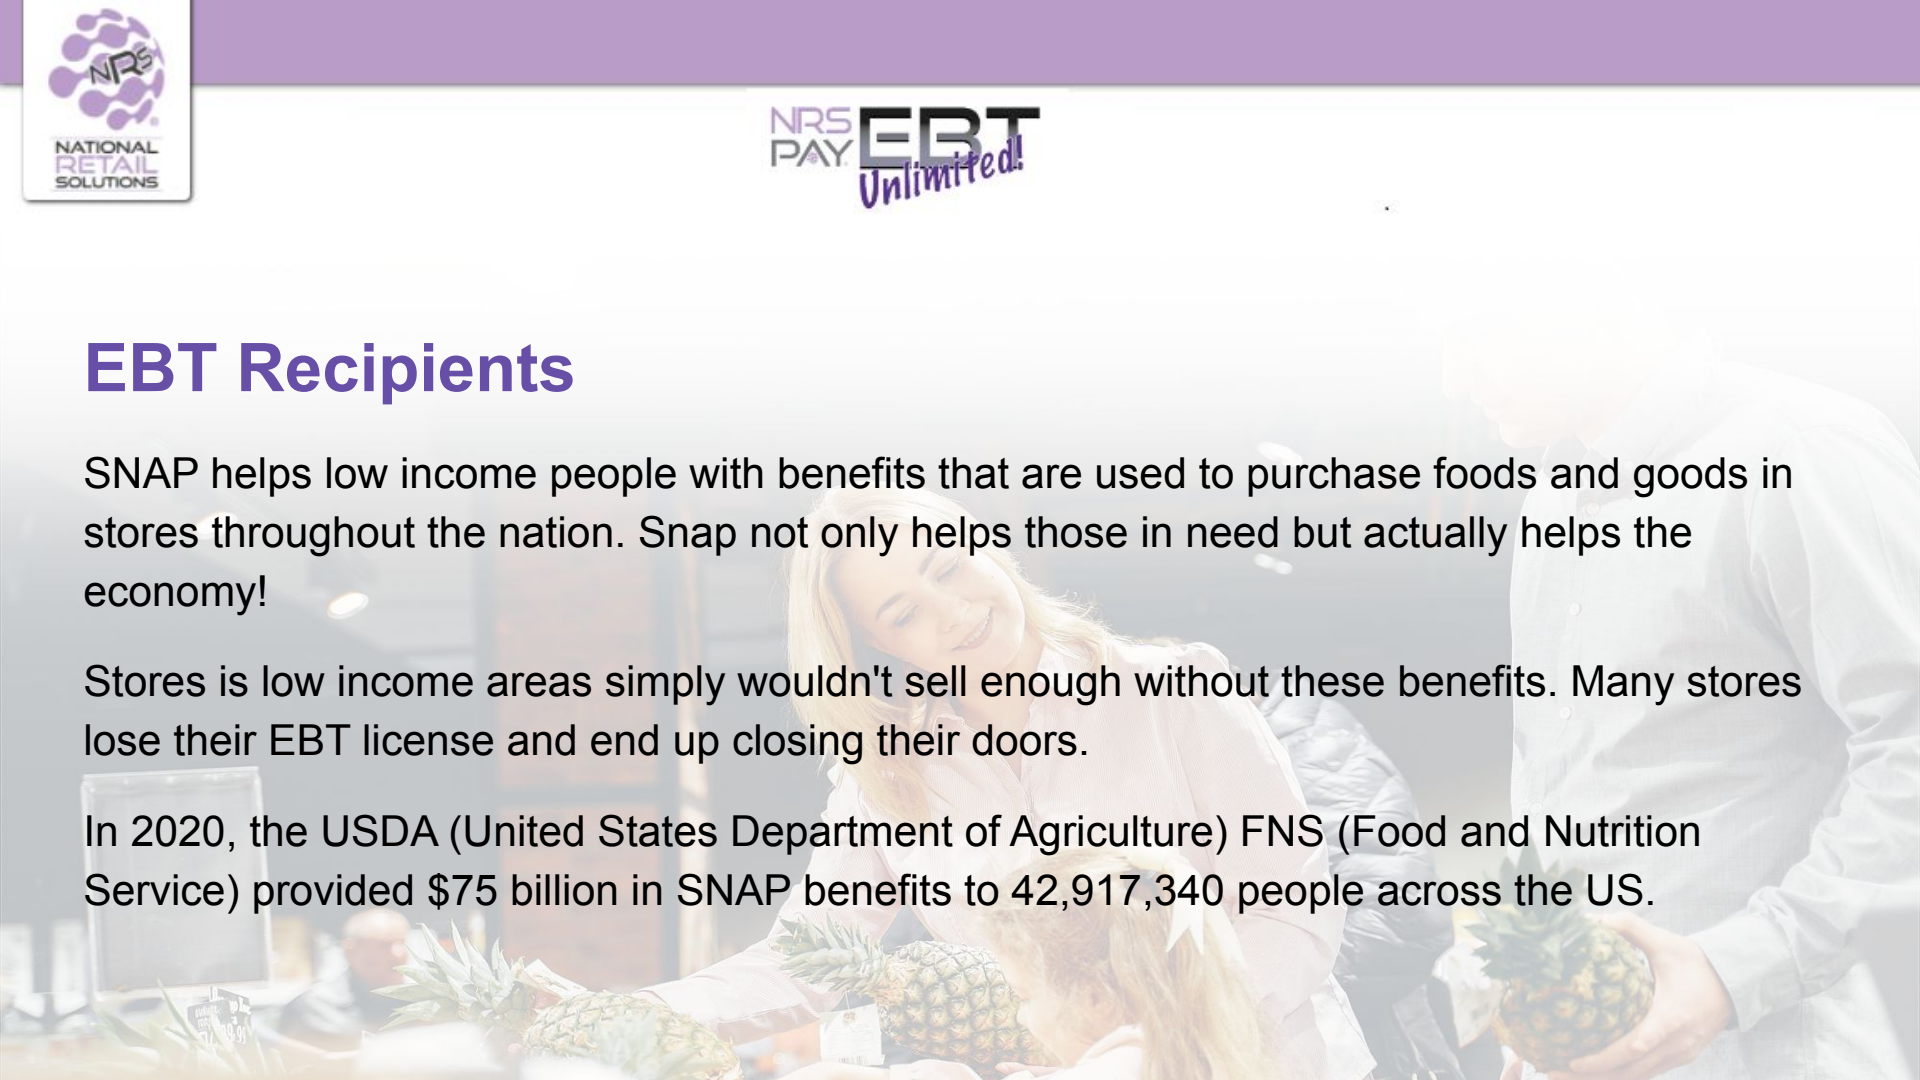 NRS
NATIONAL
RETAIL
SOLUTIONS
NRS
PAY
EBT
Unlimited!
EBT Recipients
SNAP helps low income people with benefits that are used to purchase foods and goods in
stores throughout the nation. Snap not only helps those in need but actually helps the
economy!
Stores is low income areas simply wouldn't sell enough without these benefits. Many stores
lose their EBT license and end up closing their doors.
In 2020, the USDA (United States Department of Agriculture) FNS (Food and Nutrition
Service) provided $75 billion in SNAP benefits to 42,917,340 people across the US.